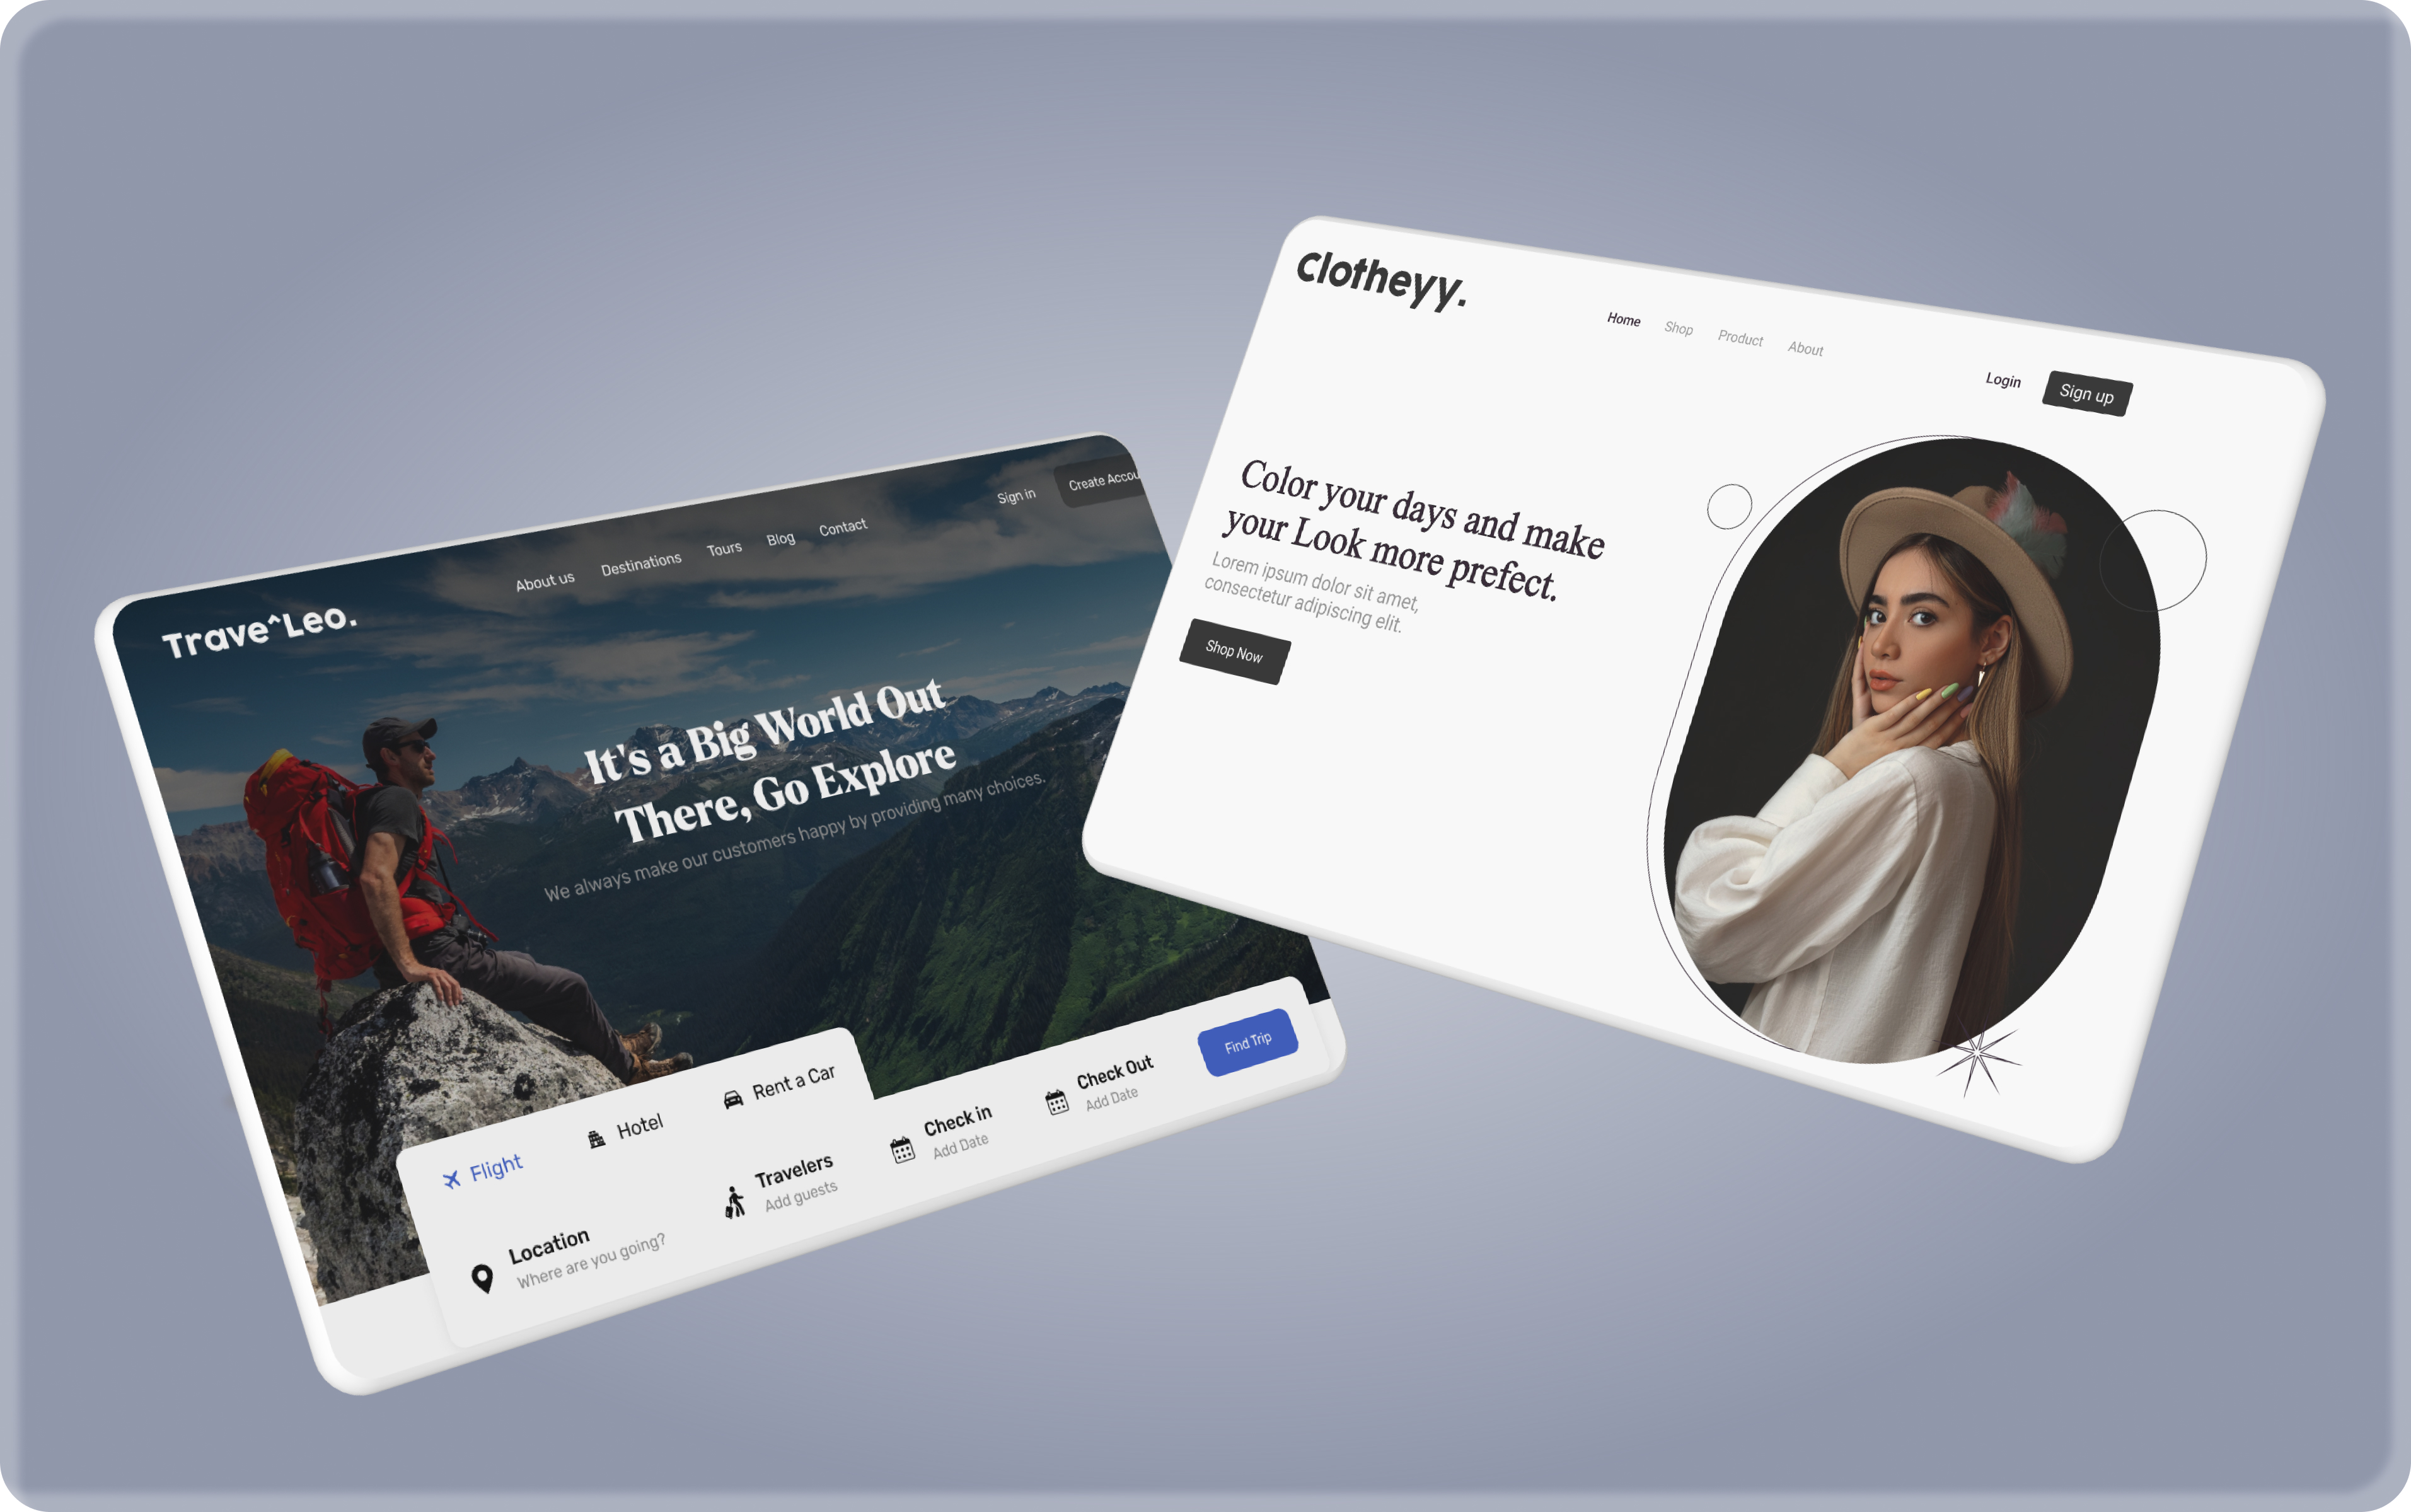 Trave^Leo.
About us
Destinations
Tours
Blog
Contact
Sign in
Create Accou
It's a Big World Out
There, Go Explore
We always make our customers happy by providing many choices.
Flight
Hotel
Rent a Car
Location
Where are you going?
Travelers
Add guests
Check in
Add Date
Check Out
Add Date
Find Trip
Clotheyy.
Home
Shop
Product
About
Login
Sign up
Color your days and make
your Look more prefect.
Lorem ipsum dolor sit amet,
consectetur adipiscing elit.
Shop Now